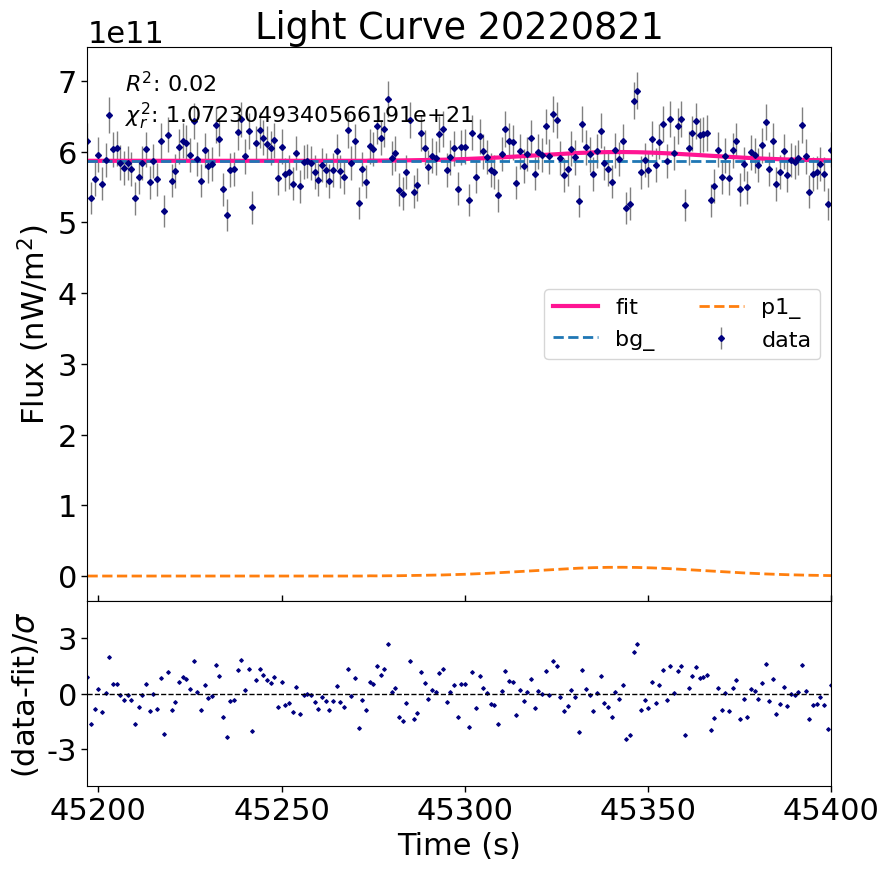 Light Curve 20220821
1e11
R²: 0.02
χ²ᵣ: 1.0723049340566191e+21
7
6
5
4
3
2
1
0
Flux (nW/m²)
fit
bg_
p1_
data
3
0
-3
(data-fit)/σ
45200 45250 45300 45350 45400
Time (s)